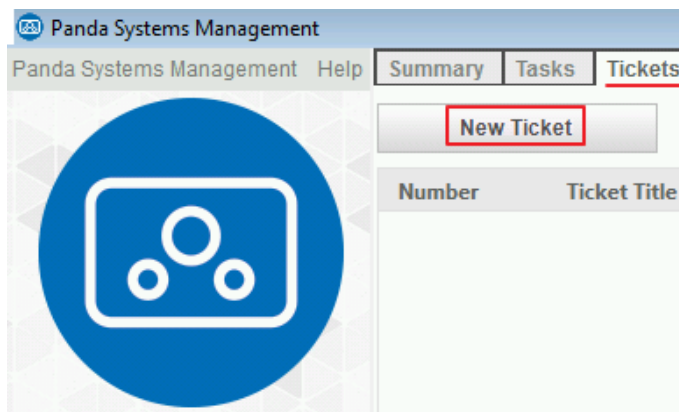 Panda Systems Management
Panda Systems Management Help Summary Tasks Tickets
New Ticket
Number Ticket Title